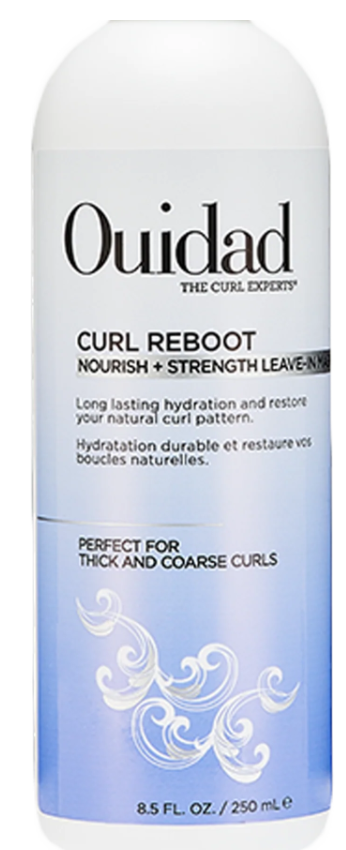 Ouidad
THE CURL EXPERTS®
CURL REBOOT
NOURISH + STRENGTH LEAVE-IN
Long lasting hydration and restore
your natural curl pattern.
Hydratation durable et restaure vos
boucles naturelles.
PERFECT FOR
THICK AND COARSE CURLS
8.5 FL. OZ. / 250 mL e